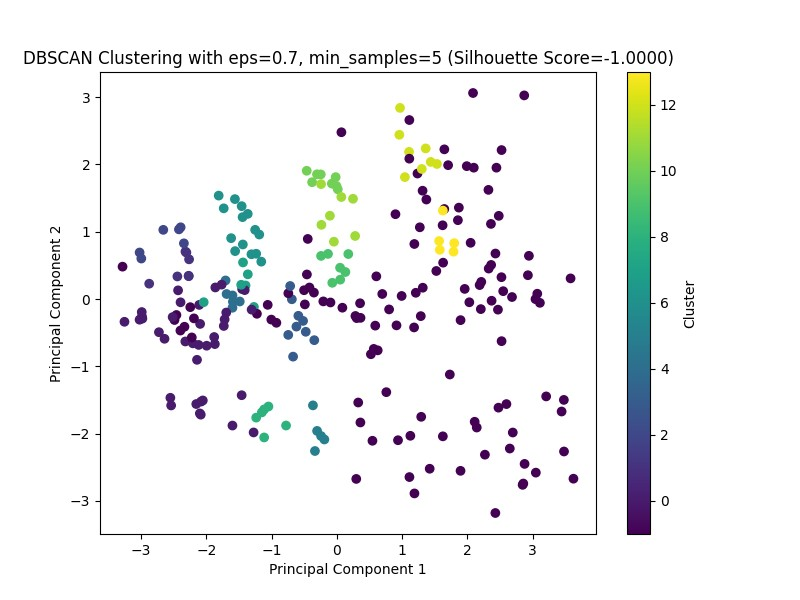 DBSCAN Clustering with eps=0.7, min_samples=5 (Silhouette Score=-1.0000)
3
2
1
0
−1
−2
−3
Principal Component 2
−3 −2 −1 0 1 2 3
Principal Component 1
12
10
8
6
4
2
0
Cluster